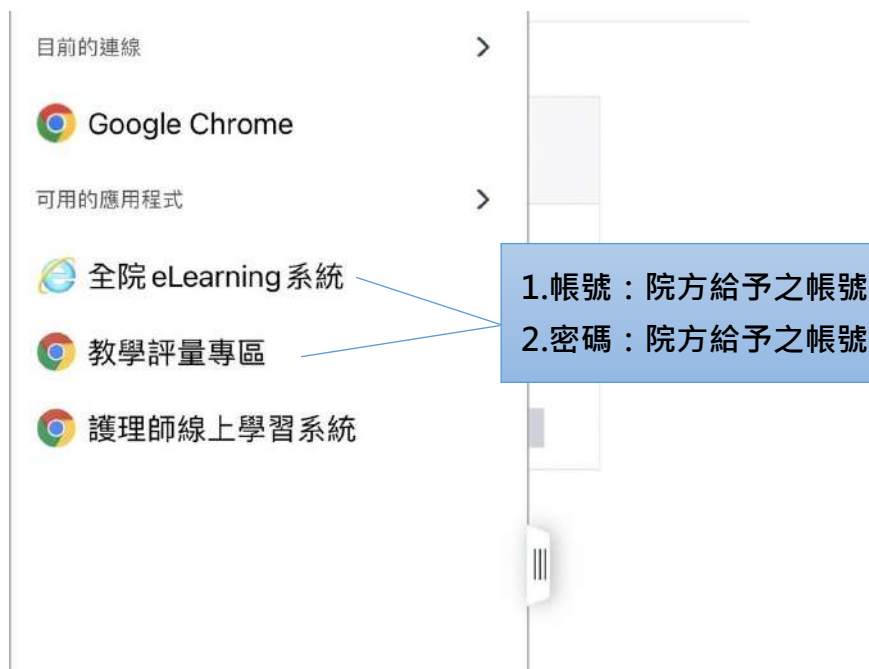 目前的連線
Google Chrome
可用的應用程式
全院 eLearning 系統
1.帳號：院方給予之帳號
2.密碼：院方給予之帳號
教學評量專區
護理師線上學習系統